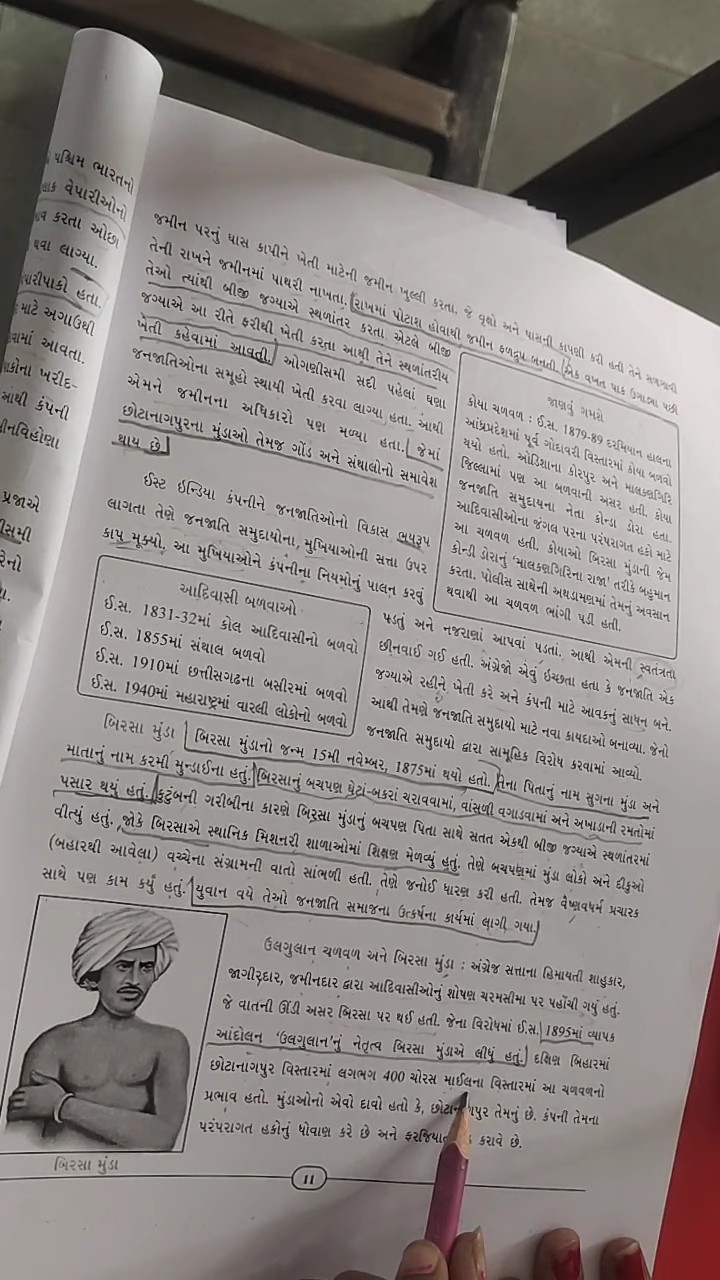 પશ્ચિમ ભારતનો
વેપારીઓનો
કરતા ઓછા
થવા લાગ્યા.
હતા.
માટે અગાઉથી
આવતા.
ખરીદ-
કંપની
પ્રજાએ
જમીન પરનું ઘાસ કાપીને ખેતી માટેની જમીન ખુલ્લી કરતા. જે વૃક્ષો અને ઘાસની કાપણી કરી હતી તેને સળગાવી
તેની રાખને જમીનમાં પાથરી નાખતા. રાખમાં પોટાશ હોવાથી જમીન ફળદ્રુપ બનતી. એક વખત પાક ઉગાડ્યા પછી
તેઓ ત્યાંથી બીજી જગ્યાએ સ્થળાંતર કરતા એટલે બીજી
જગ્યાએ આ રીતે ફરીથી ખેતી કરતા આથી તેને સ્થળાંતરીય
ખેતી કહેવામાં આવતી. ઓગણીસમી સદી પહેલાં ઘણા
જનજાતિઓના સમૂહો સ્થાયી ખેતી કરવા લાગ્યા હતા. આથી
એમને જમીનના અધિકારો પણ મળ્યા હતા. જેમાં
છોટાનાગપુરના મુંડાઓ તેમજ ગોંડ અને સંથાલોનો સમાવેશ
થાય છે.
જાણવું ગમશે
કોયા ચળવળ : ઈ.સ. 1879-89 દરમિયાન હાલના
આંધ્રપ્રદેશમાં પૂર્વ ગોદાવરી વિસ્તારમાં કોયા બળવો
થયો હતો. ઓડિશાના કોરપુર અને માલકણગિરિ
જિલ્લામાં પણ આ બળવાની અસર હતી. કોયા
જનજાતિ સમુદાયના નેતા કોન્ડા ડોરા હતા.
આદિવાસીઓના જંગલ પરના પરંપરાગત હકો માટે
આ ચળવળ હતી. કોયાઓ બિરસા મુંડાની જેમ
કોન્ડી ડોરાનું 'માલકણગિરિના રાજા' તરીકે બહુમાન
કરતા. પોલીસ સાથેની અથડામણમાં તેમનું અવસાન
થવાથી આ ચળવળ ભાંગી પડી હતી.
ઈસ્ટ ઇન્ડિયા કંપનીને જનજાતિઓનો વિકાસ ભયરૂપ
લાગતા તેણે જનજાતિ સમુદાયોના, મુખિયાઓની સત્તા ઉપર
કાપ મૂક્યો. આ મુખિયાઓને કંપનીના નિયમોનું પાલન કરવું
પડતું અને નજરાણાં આપવાં પડતાં. આથી એમની સ્વતંત્રતા
છીનવાઈ ગઈ હતી. અંગ્રેજો એવું ઇચ્છતા હતા કે જનજાતિ એક
જગ્યાએ રહીને ખેતી કરે અને કંપની માટે આવકનું સાધન બને.
આથી તેમણે જનજાતિ સમુદાયો માટે નવા કાયદાઓ બનાવ્યા. જેનો
જનજાતિ સમુદાયો દ્વારા સામૂહિક વિરોધ કરવામાં આવ્યો.
આદિવાસી બળવાઓ
ઈ.સ. 1831-32માં કોલ આદિવાસીનો બળવો
ઈ.સ. 1855માં સંથાલ બળવો
ઈ.સ. 1910માં છત્તીસગઢના બસીરમાં બળવો
ઈ.સ. 1940માં મહારાષ્ટ્રમાં વારલી લોકોનો બળવો
બિરસા મુંડા બિરસા મુંડાનો જન્મ 15મી નવેમ્બર, 1875માં થયો હતો. તેના પિતાનું નામ સુગના મુંડા અને
માતાનું નામ કરમી મુન્ડાઈના હતું. બિરસાનું બચપણ ઘેટાં-બકરાં ચરાવવામાં, વાંસળી વગાડવામાં અને અખાડાની રમતોમાં
પસાર થયું હતું. કુટુંબની ગરીબીના કારણે બિરસા મુંડાનું બચપણ પિતા સાથે સતત એકથી બીજી જગ્યાએ સ્થળાંતરમાં
વીત્યું હતું. જોકે બિરસાએ સ્થાનિક મિશનરી શાળાઓમાં શિક્ષણ મેળવ્યું હતું. તેણે બચપણમાં મુંડા લોકો અને દીકુઓ
(બહારથી આવેલા) વચ્ચેના સંગ્રામની વાતો સાંભળી હતી. તેણે જનોઈ ધારણ કરી હતી. તેમજ વૈષ્ણવધર્મ પ્રચારક
સાથે પણ કામ કર્યું હતું. યુવાન વયે તેઓ જનજાતિ સમાજના ઉત્કર્ષના કાર્યમાં લાગી ગયા.
ઉલગુલાન ચળવળ અને બિરસા મુંડા : અંગ્રેજ સત્તાના હિમાયતી શાહુકાર,
જાગીરદાર, જમીનદાર દ્વારા આદિવાસીઓનું શોષણ ચરમસીમા પર પહોંચી ગયું હતું.
જે વાતની ઊંડી અસર બિરસા પર થઈ હતી. જેના વિરોધમાં ઈ.સ. 1895માં વ્યાપક
આંદોલન 'ઉલગુલાન'નું નેતૃત્વ બિરસા મુંડાએ લીધું હતું. દક્ષિણ બિહારમાં
છોટાનાગપુર વિસ્તારમાં લગભગ 400 ચોરસ માઈલના વિસ્તારમાં આ ચળવળનો
પ્રભાવ હતો. મુંડાઓનો એવો દાવો હતો કે, છોટાનાગપુર તેમનું છે. કંપની તેમના
પરંપરાગત હકોનું ધોવાણ કરે છે અને કરાવે છે.
બિરસા મુંડા
11